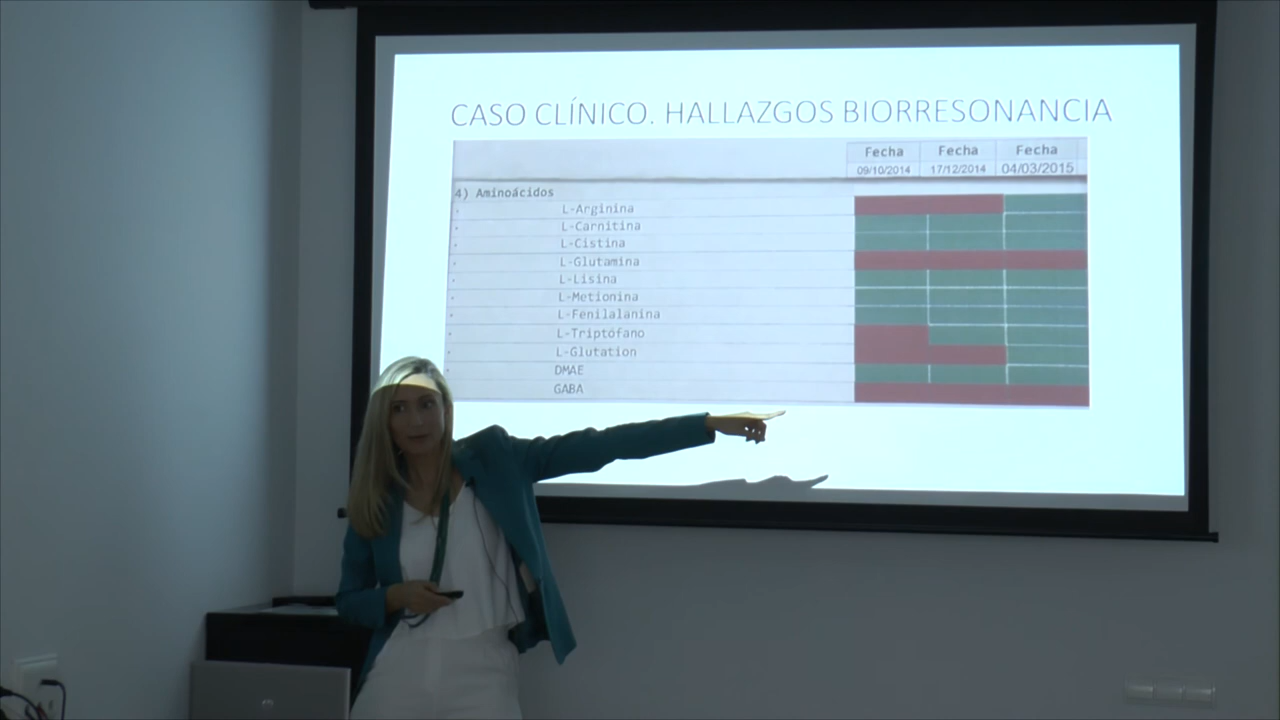 CASO CLÍNICO. HALLAZGOS BIORRESONANCIA
Fecha Fecha Fecha
09/10/2014 17/12/2014 04/03/2015
4) Aminoácidos
L-Arginina
L-Carnitina
L-Cistina
L-Glutamina
L-Lisina
L-Metionina
L-Fenilalanina
L-Triptófano
L-Glutation
DMAE
GABA